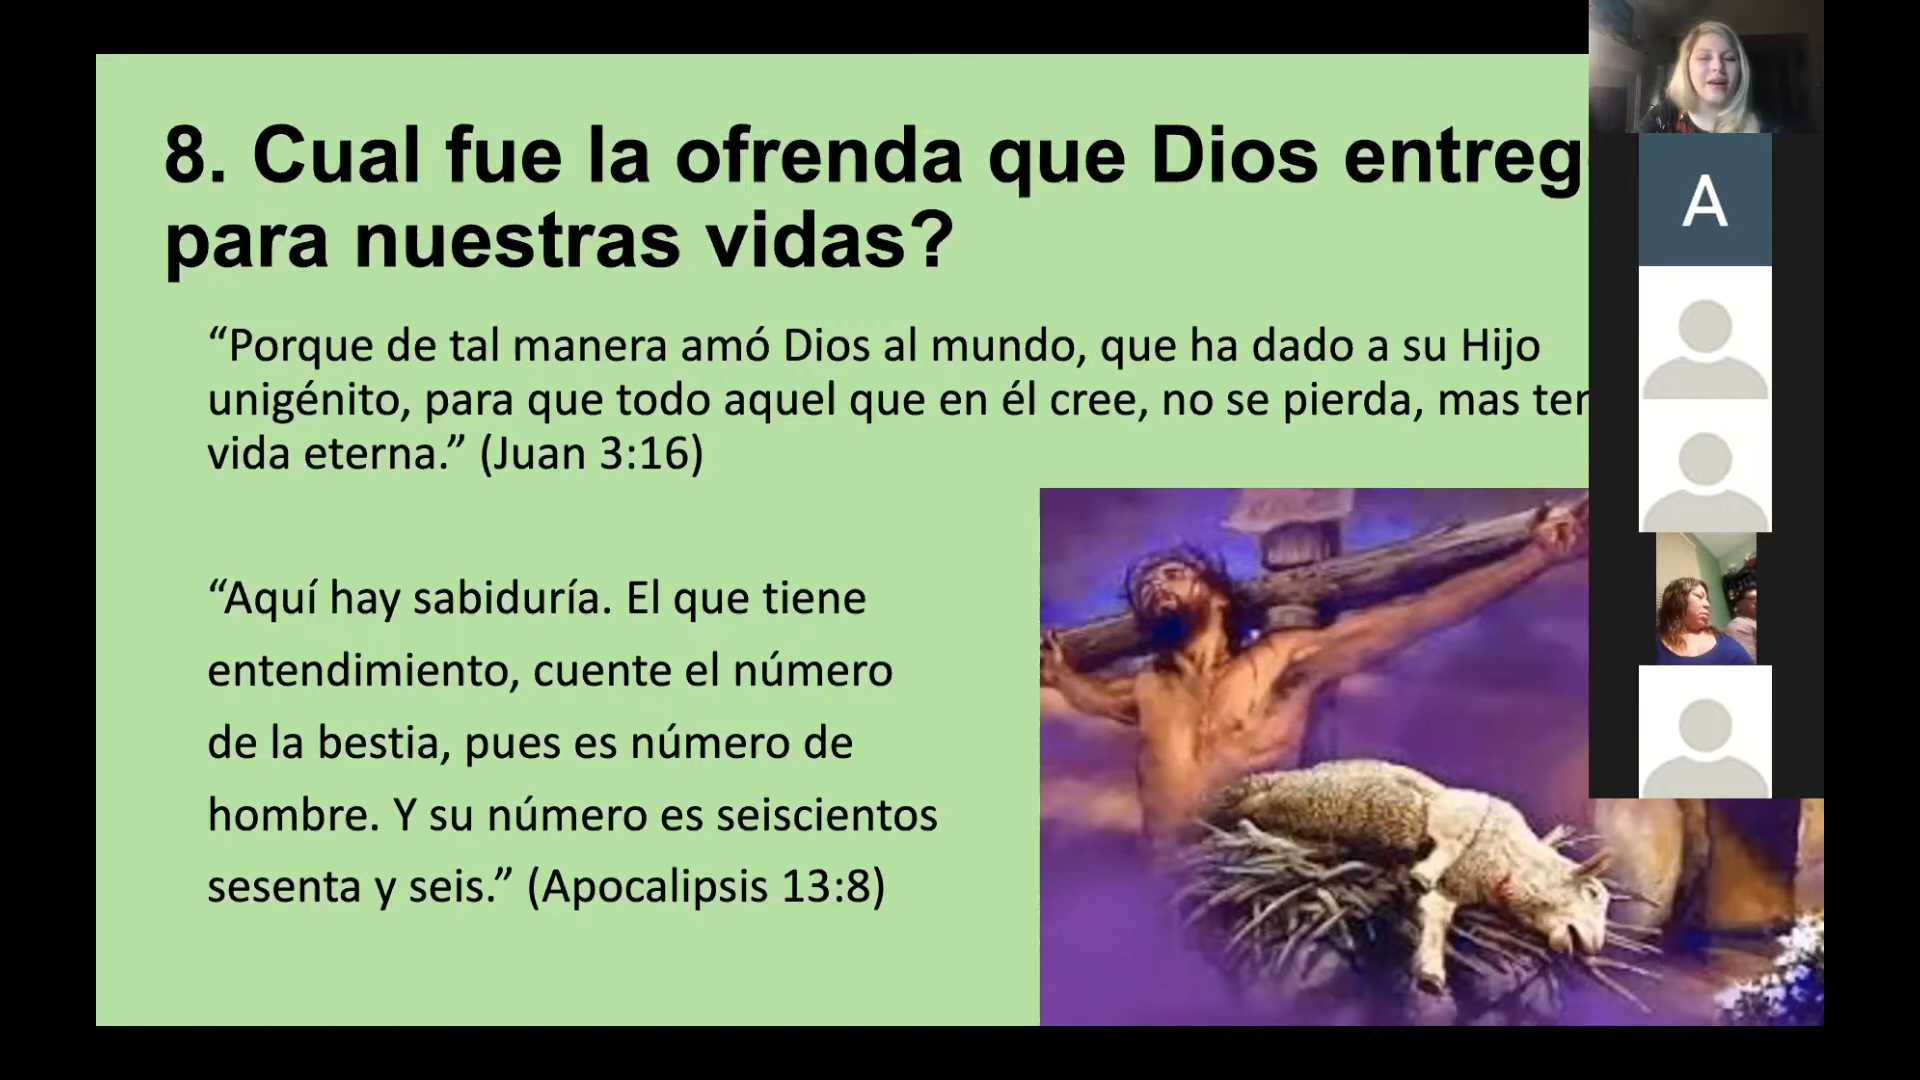 8. Cual fue la ofrenda que Dios
para nuestras vidas?
“Porque de tal manera amó Dios al mundo, que ha dado a su Hijo
unigénito, para que todo aquel que en él cree, no se pierda, mas
vida eterna.” (Juan 3:16)
“Aquí hay sabiduría. El que tiene
entendimiento, cuente el número
de la bestia, pues es número de
hombre. Y su número es seiscientos
sesenta y seis.” (Apocalipsis 13:8)
A